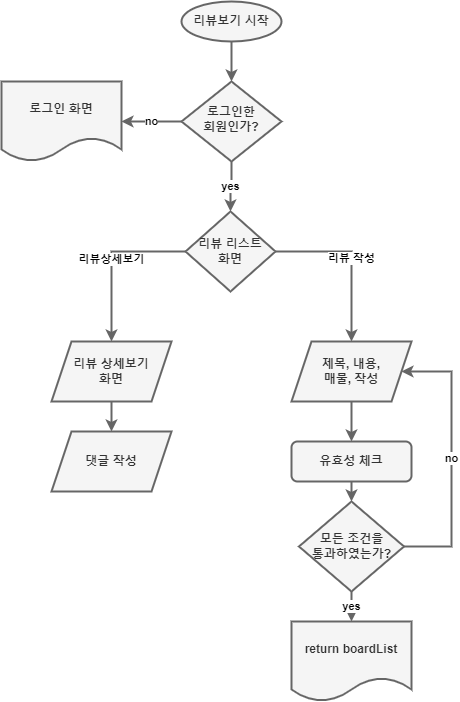 리뷰보기 시작
로그인 화면
로그인한
회원인가?
no
yes
리뷰 리스트
화면
리뷰상세보기
리뷰 작성
리뷰 상세보기
화면
제목, 내용,
매물, 작성
댓글 작성
유효성 체크
no
모든 조건을
통과하였는가?
yes
return boardList